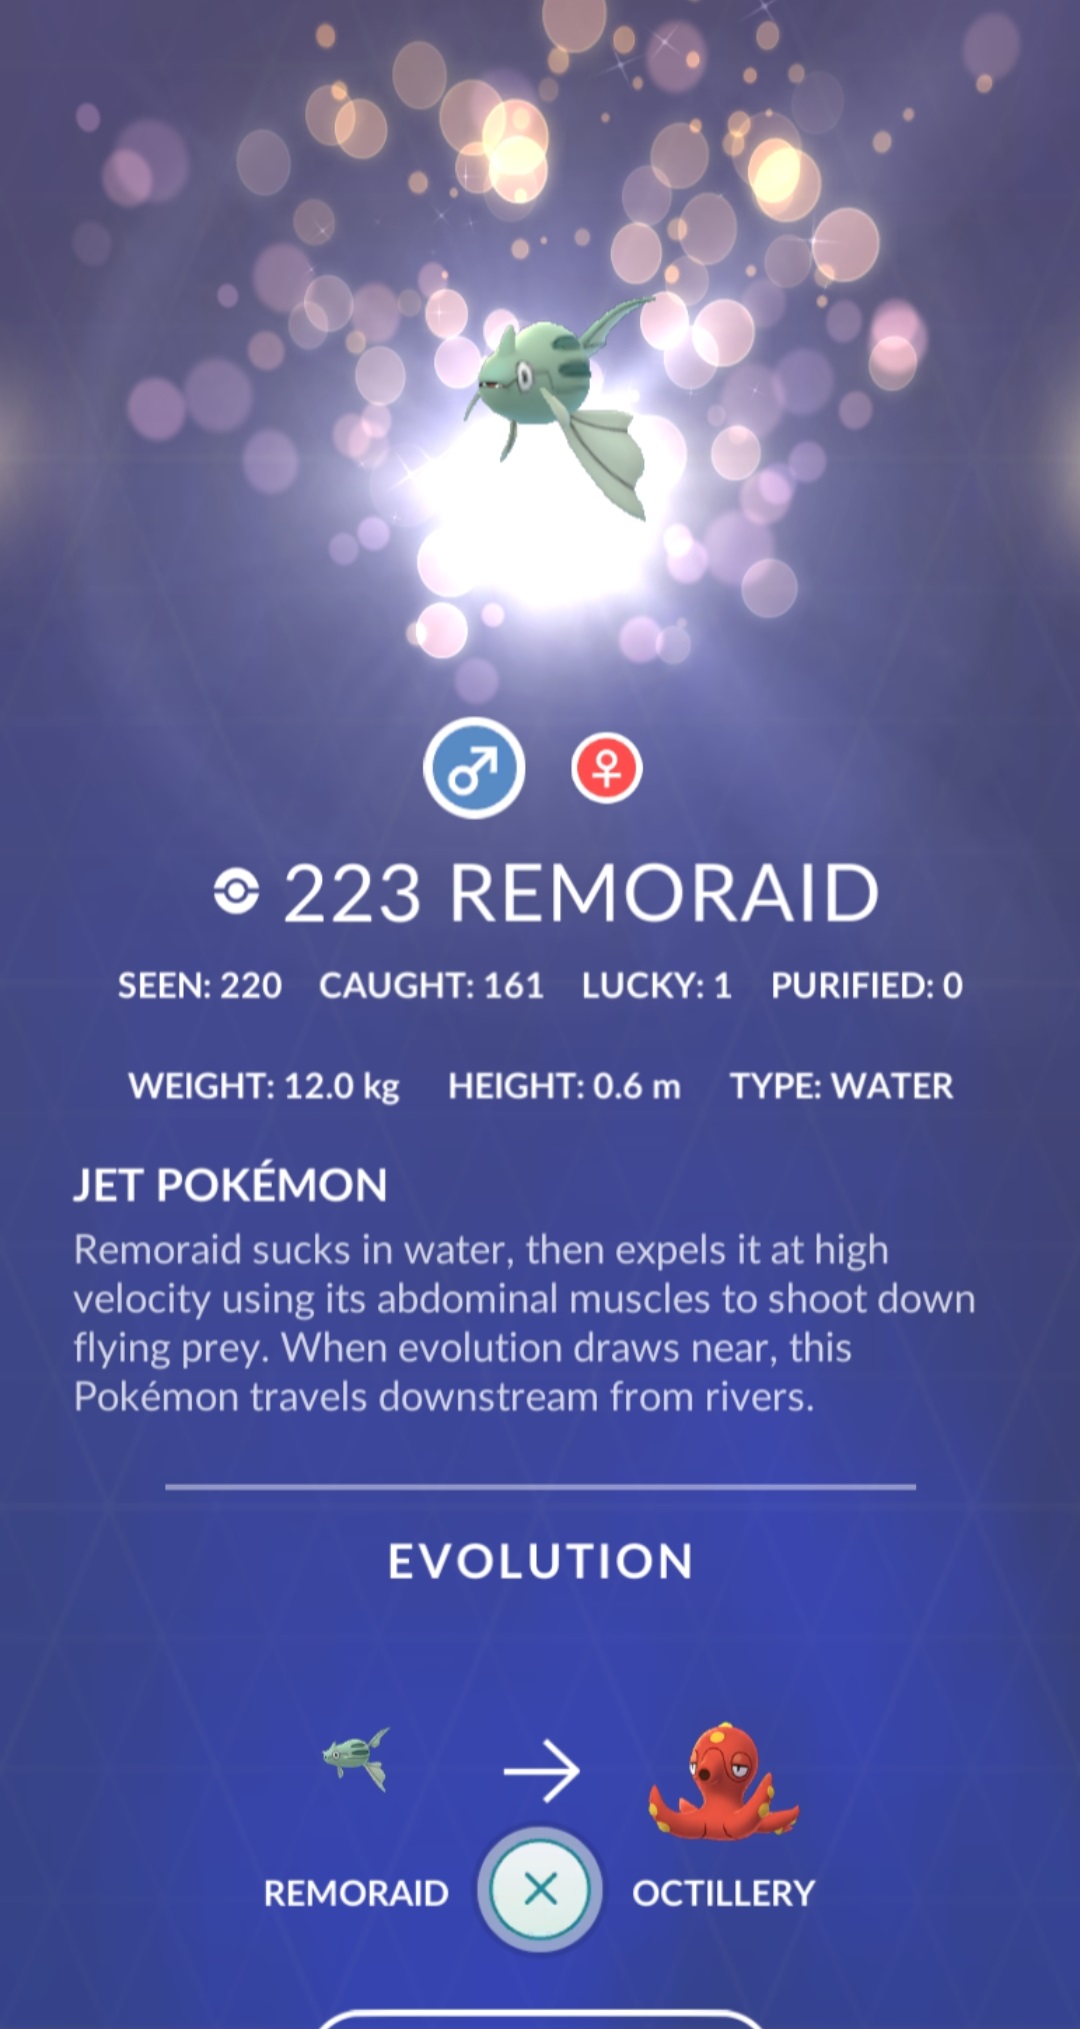 223 REMORAID
SEEN: 220 CAUGHT: 161 LUCKY: 1 PURIFIED: 0
WEIGHT: 12.0 kg HEIGHT: 0.6 m TYPE: WATER
JET POKÉMON
Remoraid sucks in water, then expels it at high
velocity using its abdominal muscles to shoot down
flying prey. When evolution draws near, this
Pokémon travels downstream from rivers.
EVOLUTION
REMORAID OCTILLERY